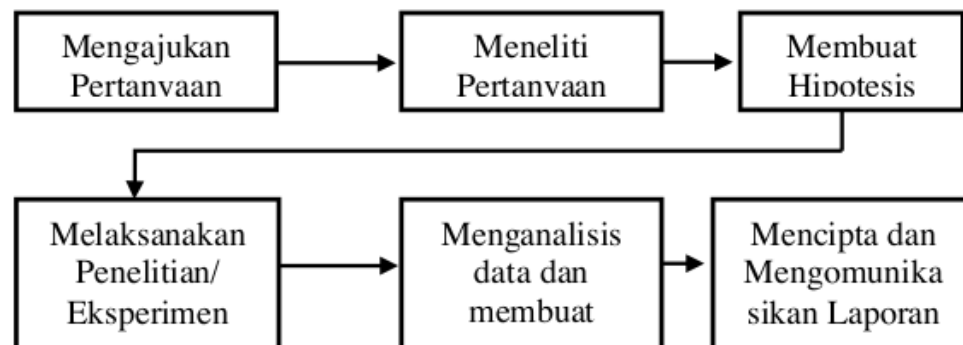 Mengajukan
Pertanyaan
Meneliti
Pertanyaan
Membuat
Hipotesis
Melaksanakan
Penelitian/
Eksperimen
Menganalisis
data dan
membuat
Mencipta dan
Mengomunika
sikan Laporan